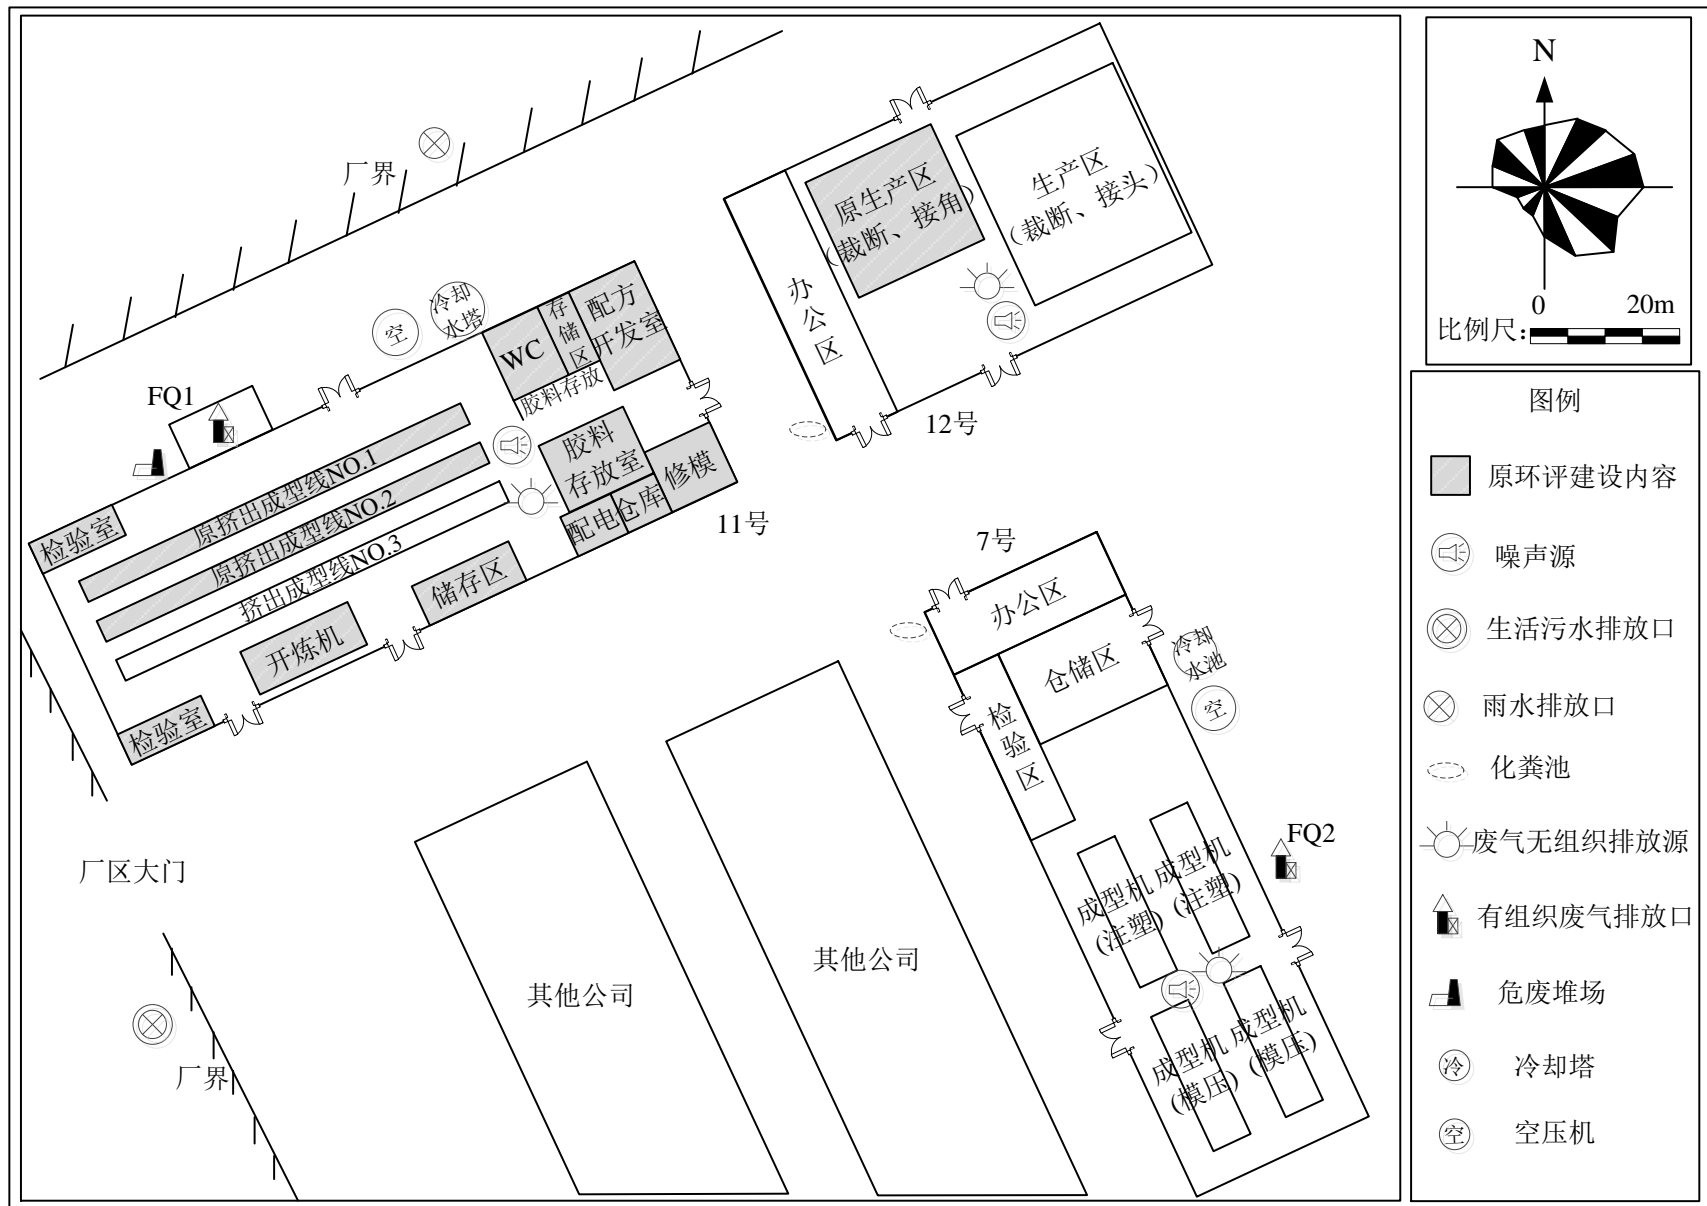 厂界
原生产区
（裁断、接角）
生产区
（裁断、接头）
办公区
12号
冷却
水塔
空
WC
存储区
配方
开发室
胶料存放
FQ1
胶料
存放室
修模
配电
仓库
11号
检验室
原挤出成型线NO.1
原挤出成型线NO.2
挤出成型线NO.3
储存区
开炼机
检验室
7号
办公区
仓储区
冷却
水池
空
检验区
FQ2
成型机
(注塑)
成型机
(注塑)
成型机
(模压)
成型机
(模压)
厂区大门
其他公司
其他公司
厂界
N
0 20m
比例尺:
图例
原环评建设内容
噪声源
生活污水排放口
雨水排放口
化粪池
废气无组织排放源
有组织废气排放口
危废堆场
冷 冷却塔
空 空压机